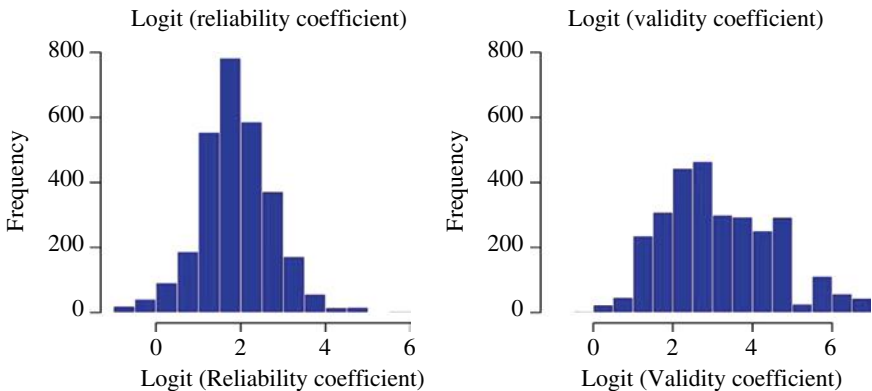 Logit (reliability coefficient)
800
600
400
200
0
Frequency
0 2 4 6
Logit (Reliability coefficient)
Logit (validity coefficient)
800
600
400
200
0
Frequency
0 2 4 6
Logit (Validity coefficient)